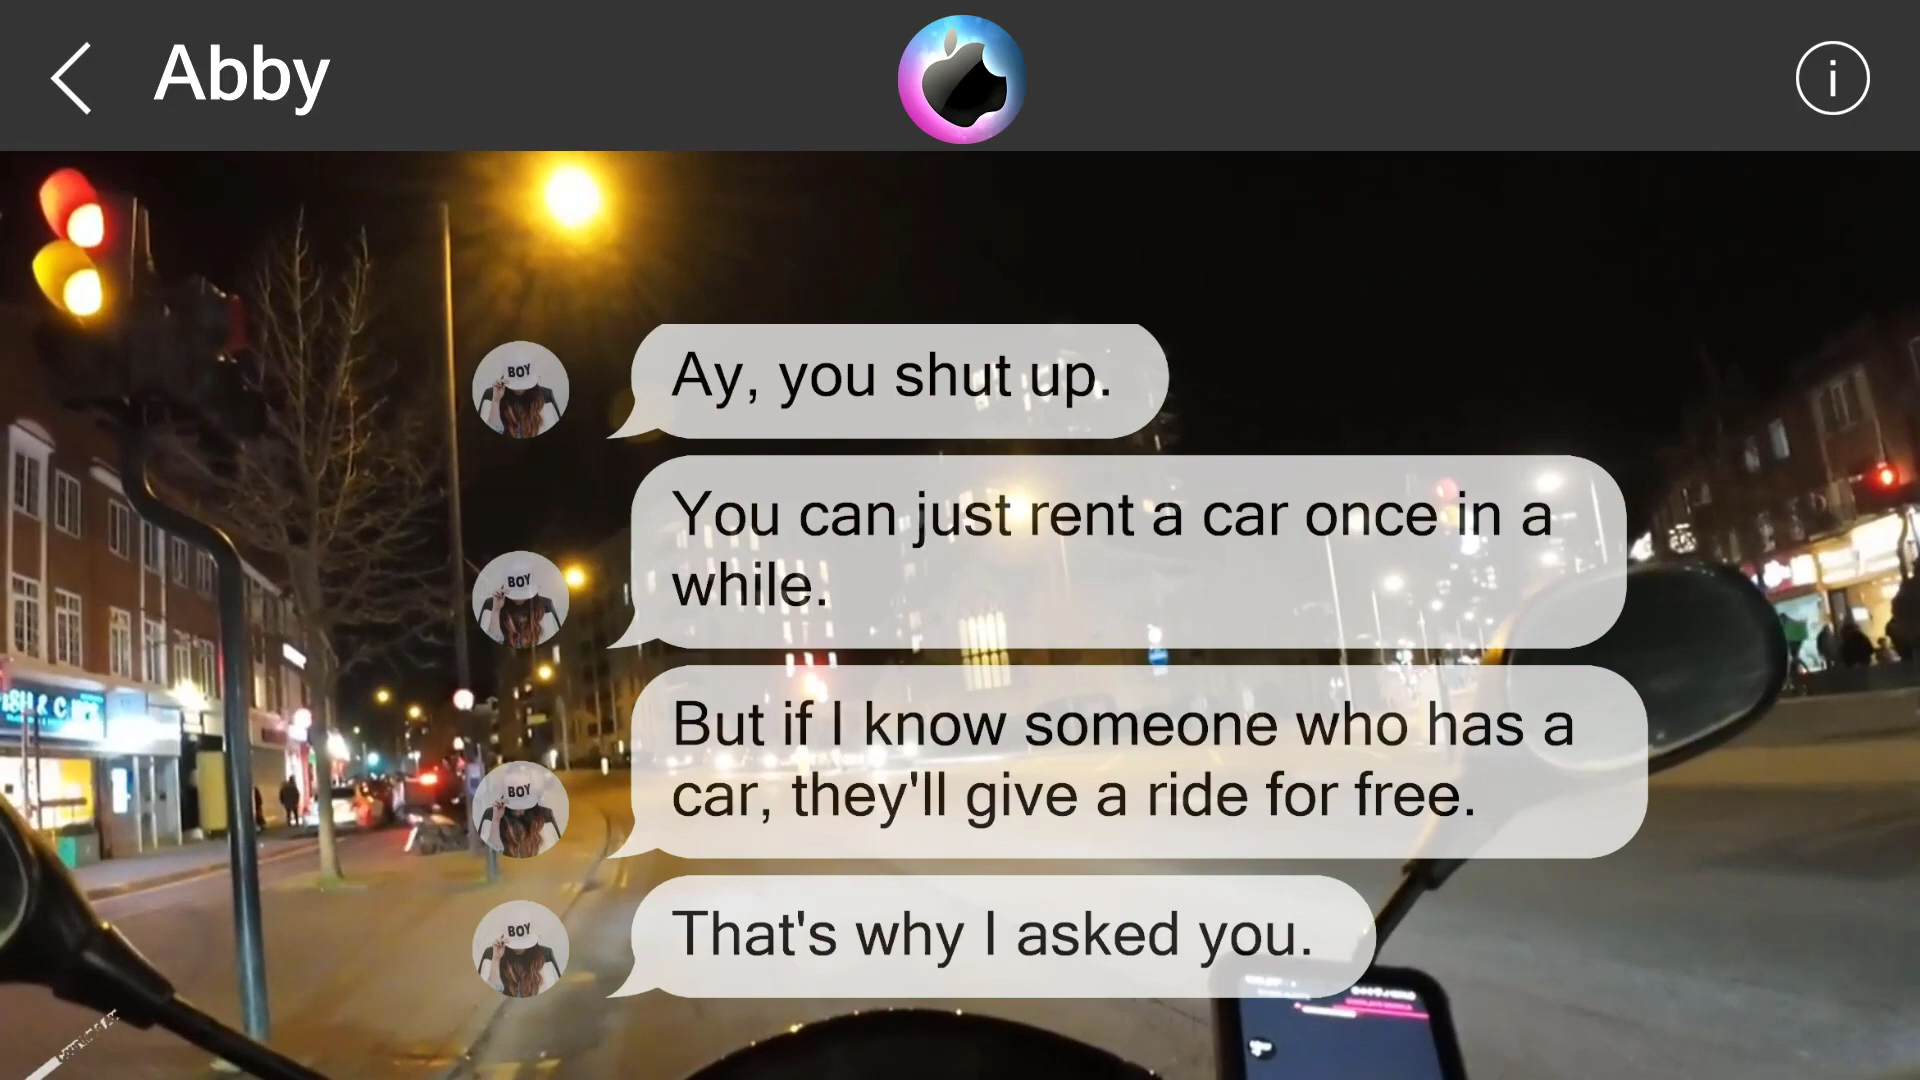 Abby
BOY
Ay, you shut up.
You can just rent a car once in a
BOY
while.
But if I know someone who has a
BOY
car, they'll give a ride for free.
BOY
That's why I asked you.